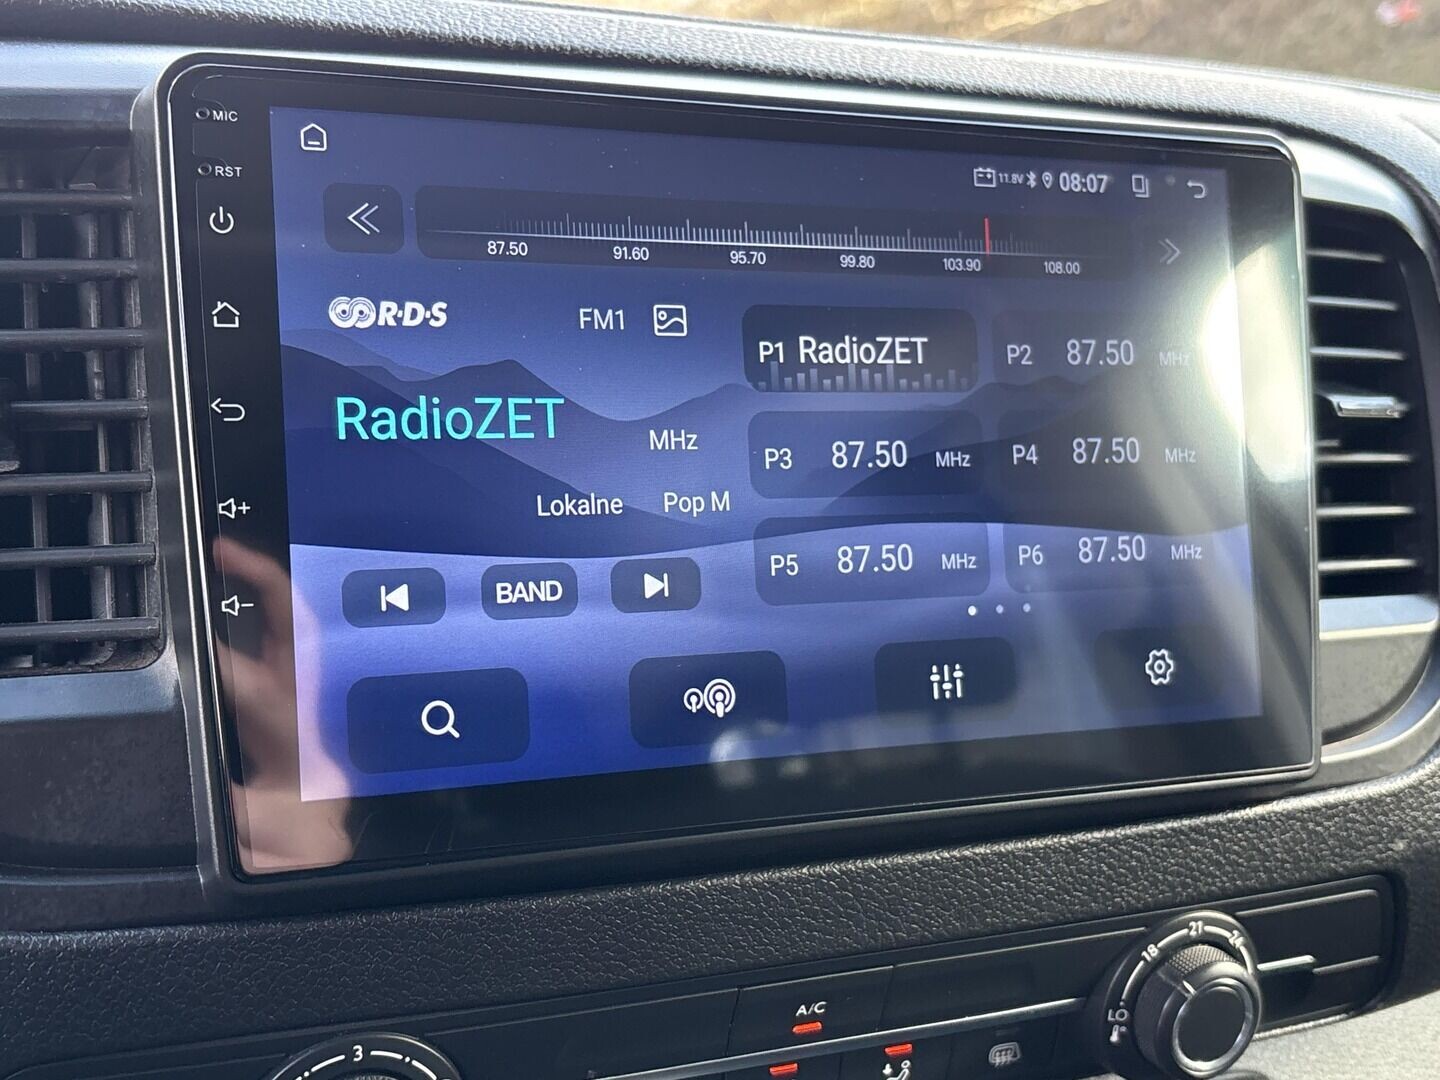 MIC
RST
11.8V 08:07
87.50 91.60 95.70 99.80 103.90 108.00
R·D·S FM1
P1 RadioZET P2 87.50 MHz
RadioZET MHz
P3 87.50 MHz P4 87.50 MHz
Lokalne Pop M
P5 87.50 MHz P6 87.50 MHz
BAND
18 21 24
A/C
LO
3